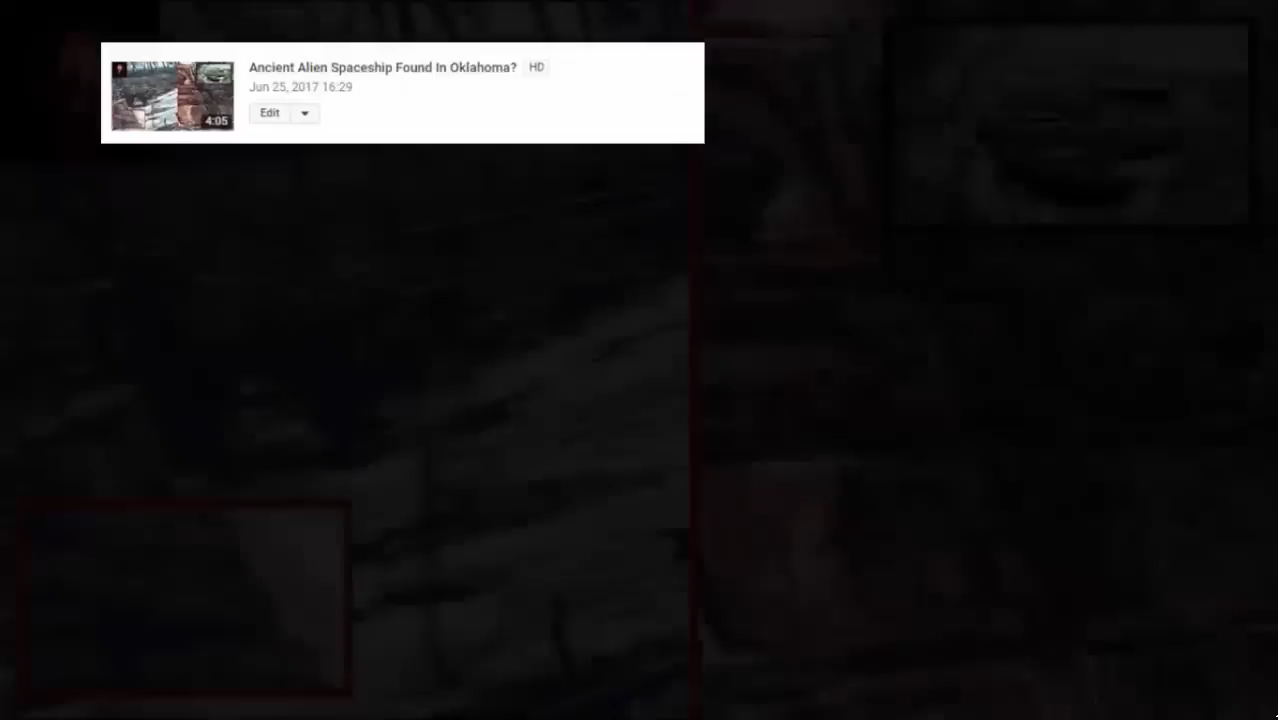 Ancient Alien Spaceship Found In Oklahoma? HD
Jun 25, 2017 16:29
Edit
4:05